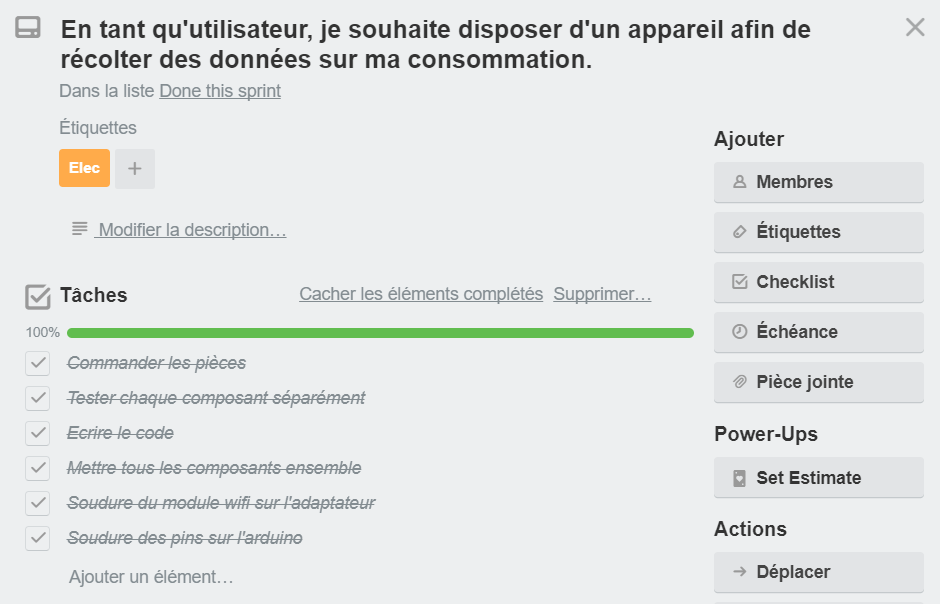 En tant qu'utilisateur, je souhaite disposer d'un appareil afin de
récolter des données sur ma consommation.
Dans la liste Done this sprint
Étiquettes
Elec
+
Modifier la description…
Tâches
Cacher les éléments complétés Supprimer…
100%
Commander les pièces
Tester chaque composant séparément
Ecrire le code
Mettre tous les composants ensemble
Soudure du module wifi sur l'adaptateur
Soudure des pins sur l'arduino
Ajouter un élément…
Ajouter
Membres
Étiquettes
Checklist
Échéance
Pièce jointe
Power-Ups
Set Estimate
Actions
Déplacer